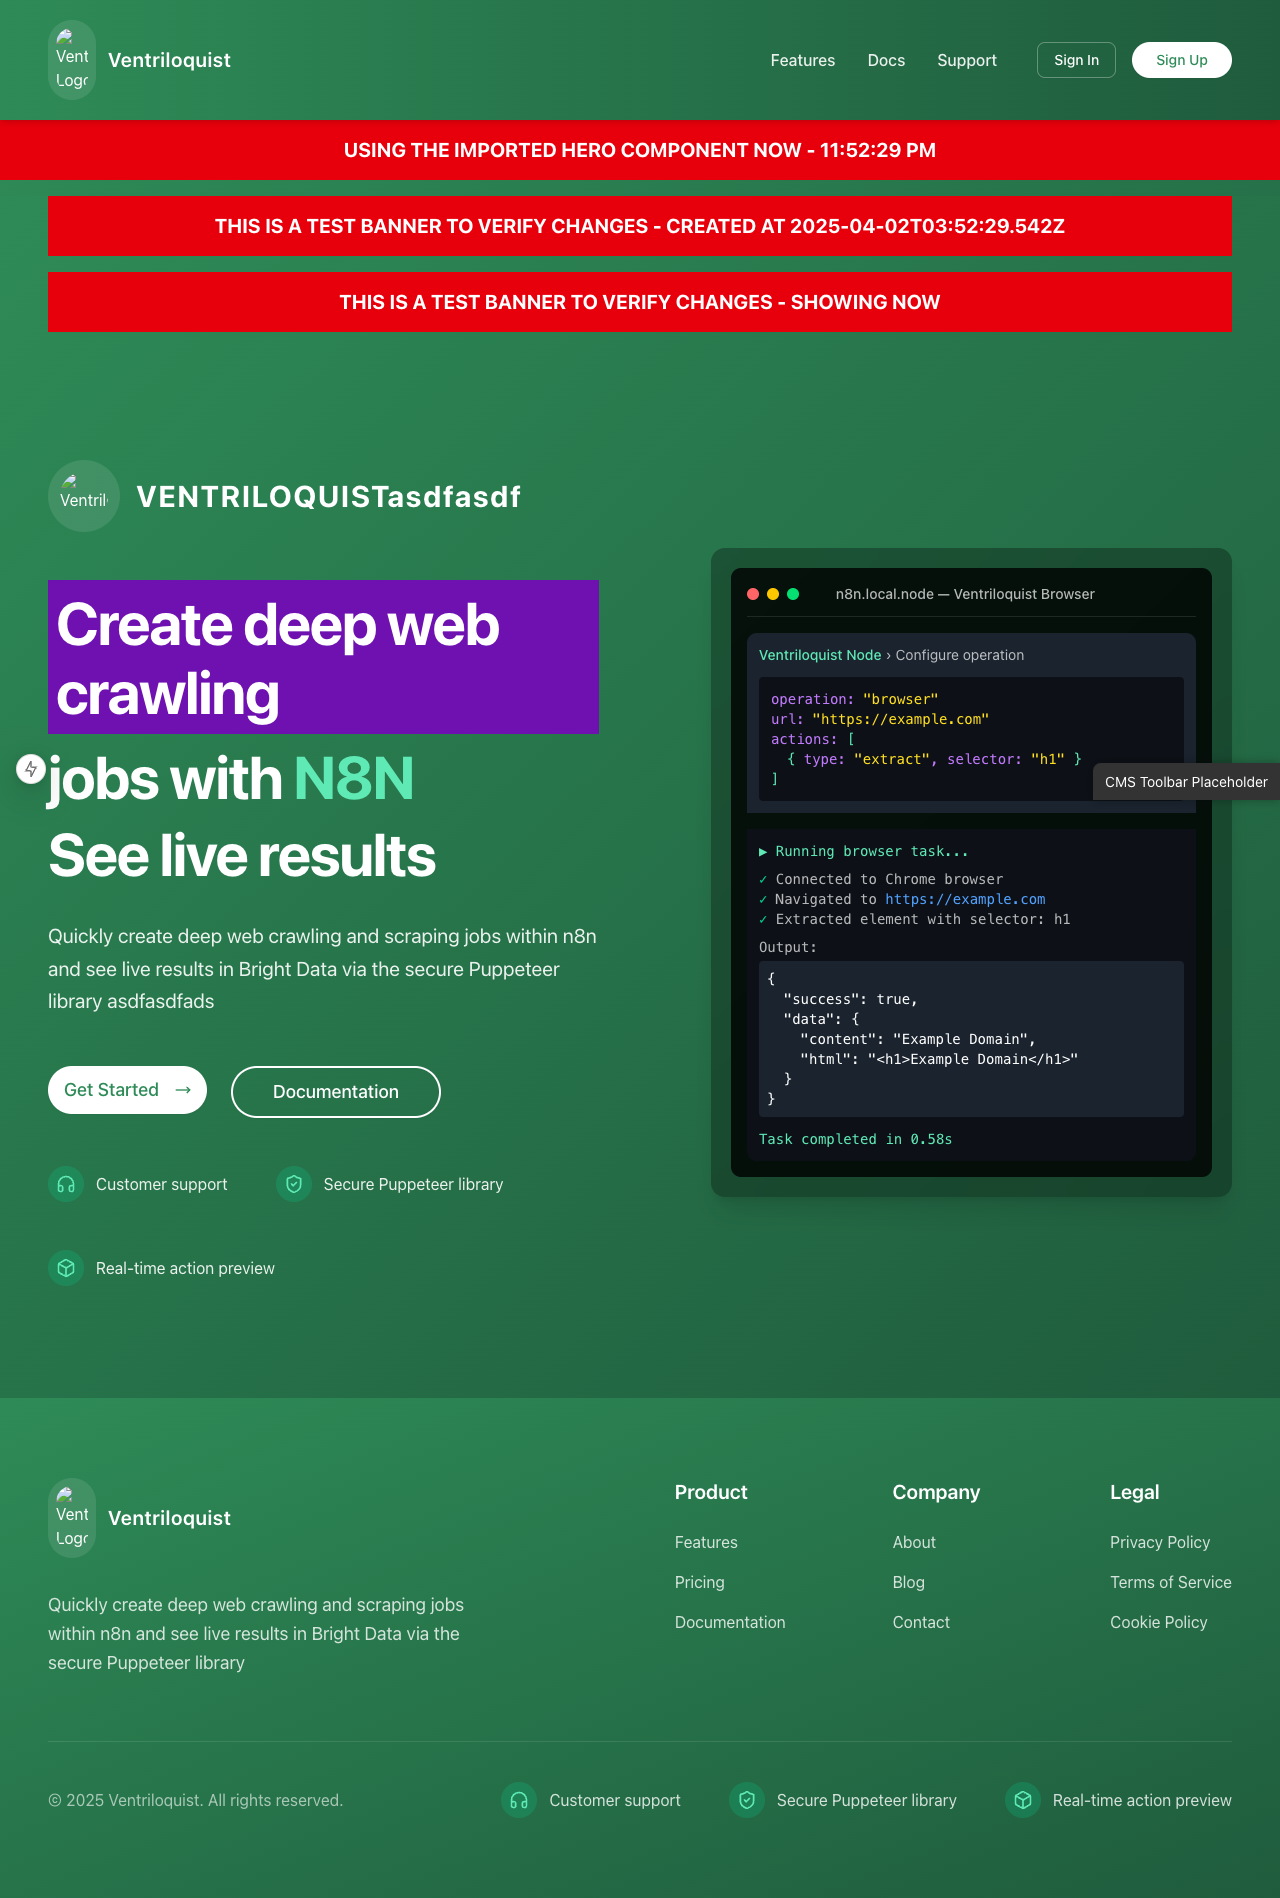 Vent
Logo
Ventriloquist
Features
Docs
Support
Sign In
Sign Up
USING THE IMPORTED HERO COMPONENT NOW - 11:52:29 PM
THIS IS A TEST BANNER TO VERIFY CHANGES - CREATED AT 2025-04-02T03:52:29.542Z
THIS IS A TEST BANNER TO VERIFY CHANGES - SHOWING NOW
Ventril
VENTRILOQUISTasdfasdf
Create deep web
crawling
jobs with N8N
See live results
Quickly create deep web crawling and scraping jobs within n8n
and see live results in Bright Data via the secure Puppeteer
library asdfasdfads
Get Started →
Documentation
Customer support
Secure Puppeteer library
Real-time action preview
n8n.local.node — Ventriloquist Browser
Ventriloquist Node › Configure operation
operation: "browser"
url: "https://example.com"
actions: [
{ type: "extract", selector: "h1" }
]
CMS Toolbar Placeholder
▶ Running browser task...
✓ Connected to Chrome browser
✓ Navigated to https://example.com
✓ Extracted element with selector: h1
Output:
{
"success": true,
"data": {
"content": "Example Domain",
"html": "<h1>Example Domain</h1>"
}
}
Task completed in 0.58s
Vent
Logo
Ventriloquist
Quickly create deep web crawling and scraping jobs
within n8n and see live results in Bright Data via the
secure Puppeteer library
Product
Features
Pricing
Documentation
Company
About
Blog
Contact
Legal
Privacy Policy
Terms of Service
Cookie Policy
© 2025 Ventriloquist. All rights reserved.
Customer support
Secure Puppeteer library
Real-time action preview